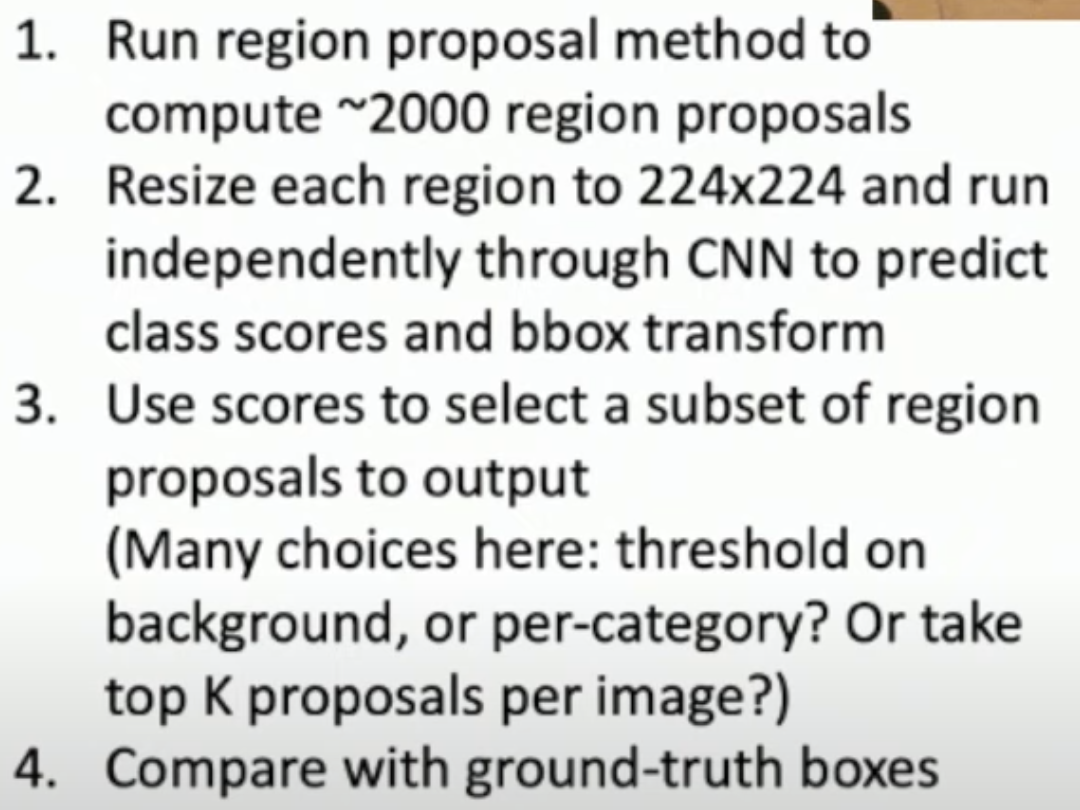 1. Run region proposal method to
compute ~2000 region proposals
2. Resize each region to 224x224 and run
independently through CNN to predict
class scores and bbox transform
3. Use scores to select a subset of region
proposals to output
(Many choices here: threshold on
background, or per-category? Or take
top K proposals per image?)
4. Compare with ground-truth boxes